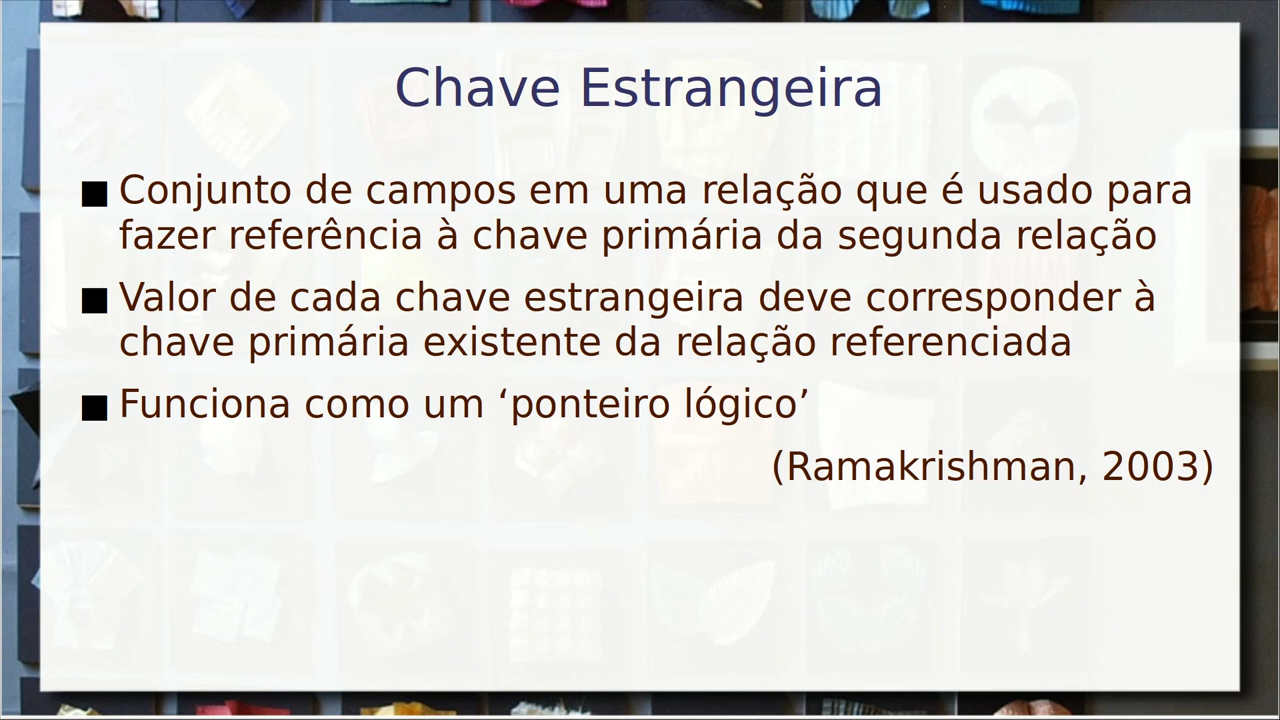 Chave Estrangeira
■ Conjunto de campos em uma relação que é usado para
fazer referência à chave primária da segunda relação
■ Valor de cada chave estrangeira deve corresponder à
chave primária existente da relação referenciada
■ Funciona como um ‘ponteiro lógico’
(Ramakrishman, 2003)